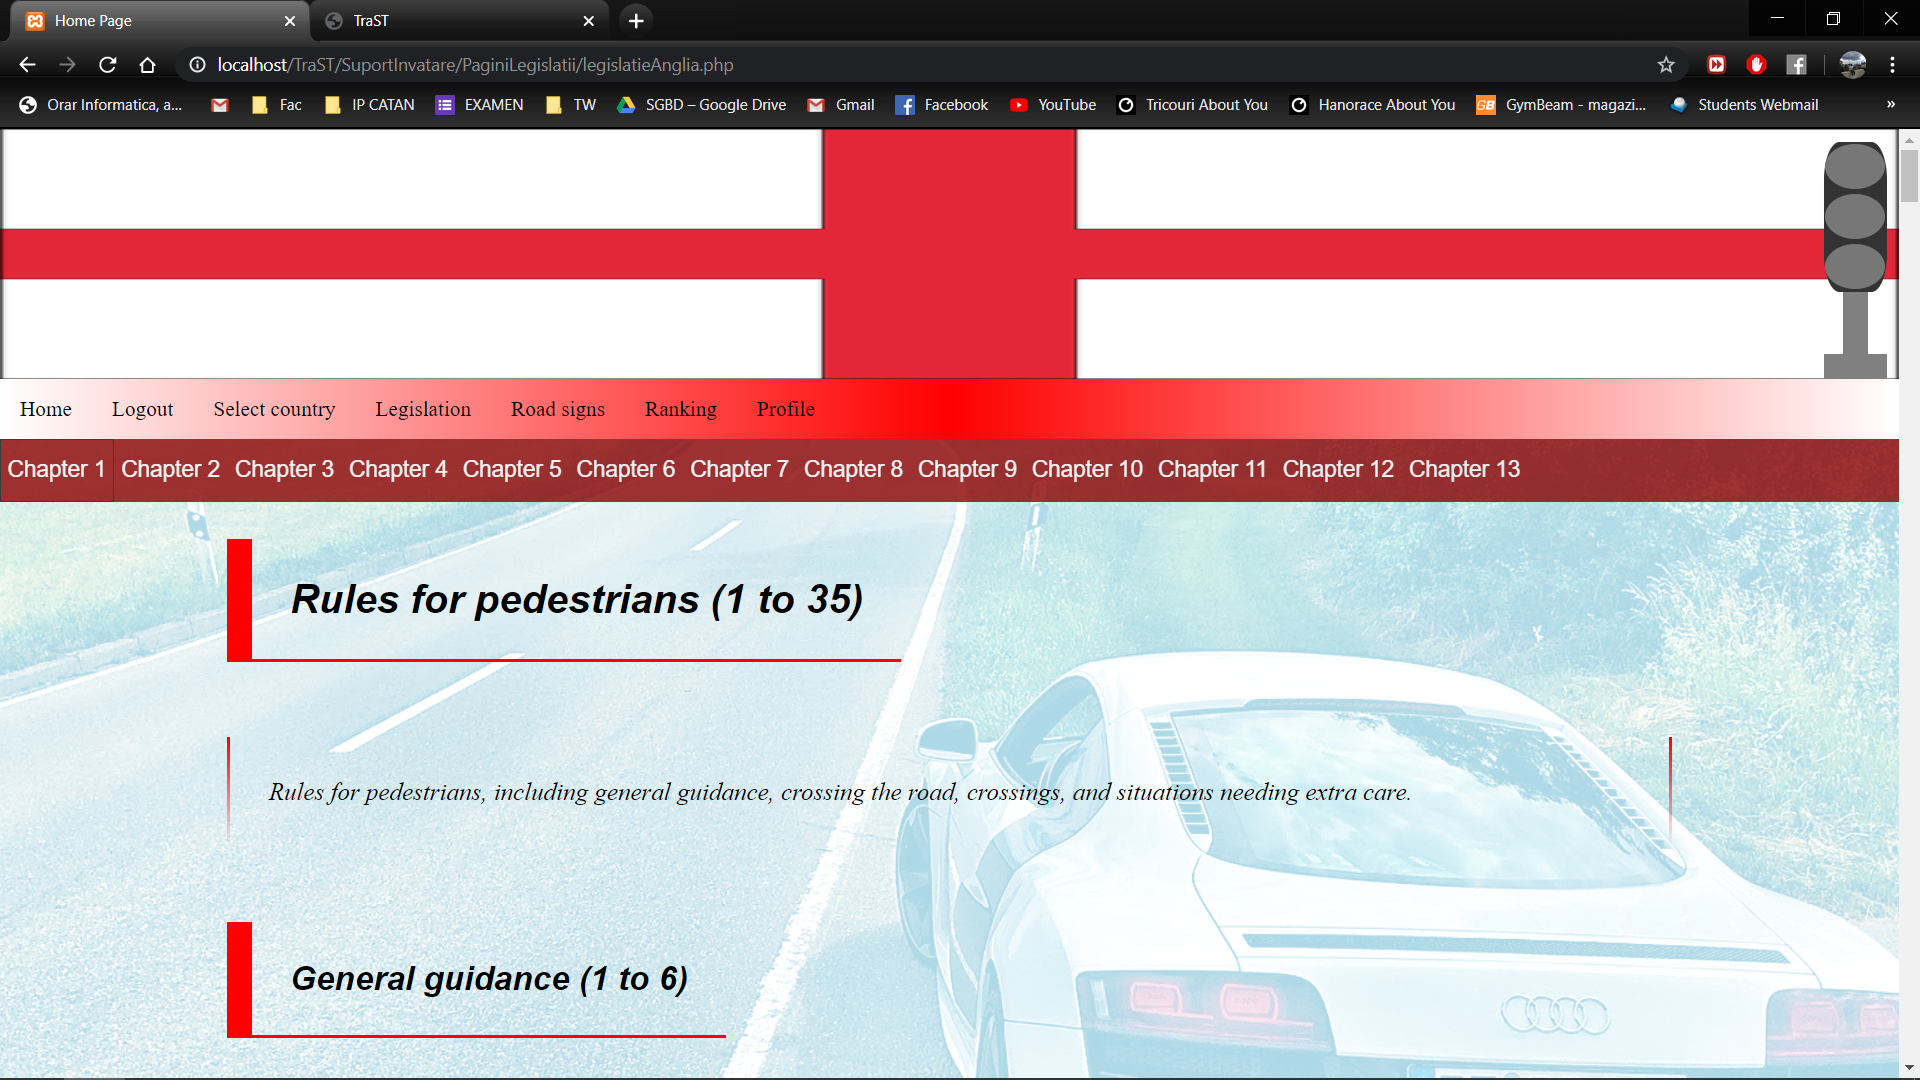 Home Page
TraST
localhost/TraST/SuportInvatare/PaginiLegislatii/legislatieAnglia.php
Orar Informatica, a... Fac IP CATAN EXAMEN TW SGBD – Google Drive Gmail Facebook YouTube Tricouri About You Hanorace About You GB GymBeam - magazi... Students Webmail »
Home Logout Select country Legislation Road signs Ranking Profile
Chapter 1 Chapter 2 Chapter 3 Chapter 4 Chapter 5 Chapter 6 Chapter 7 Chapter 8 Chapter 9 Chapter 10 Chapter 11 Chapter 12 Chapter 13
Rules for pedestrians (1 to 35)
Rules for pedestrians, including general guidance, crossing the road, crossings, and situations needing extra care.
General guidance (1 to 6)